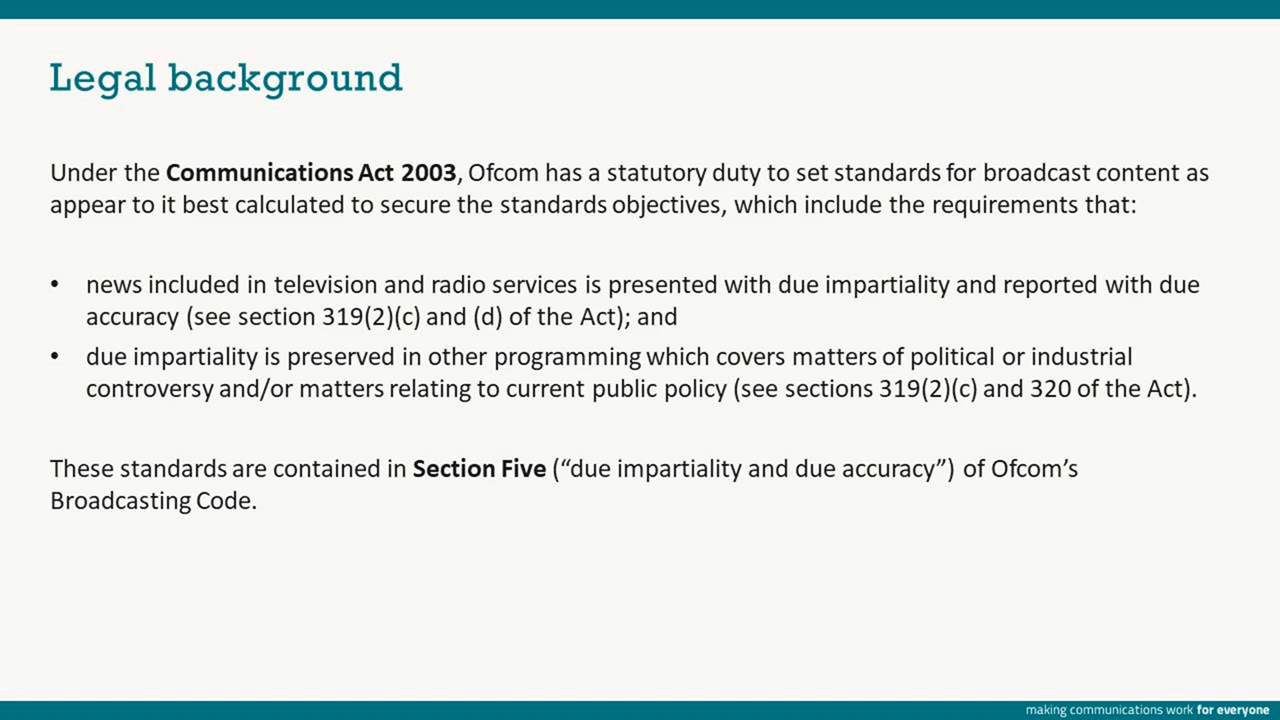 Legal background
Under the Communications Act 2003, Ofcom has a statutory duty to set standards for broadcast content as
appear to it best calculated to secure the standards objectives, which include the requirements that:
• news included in television and radio services is presented with due impartiality and reported with due
accuracy (see section 319(2)(c) and (d) of the Act); and
• due impartiality is preserved in other programming which covers matters of political or industrial
controversy and/or matters relating to current public policy (see sections 319(2)(c) and 320 of the Act).
These standards are contained in Section Five (“due impartiality and due accuracy”) of Ofcom’s
Broadcasting Code.
making communications work for everyone